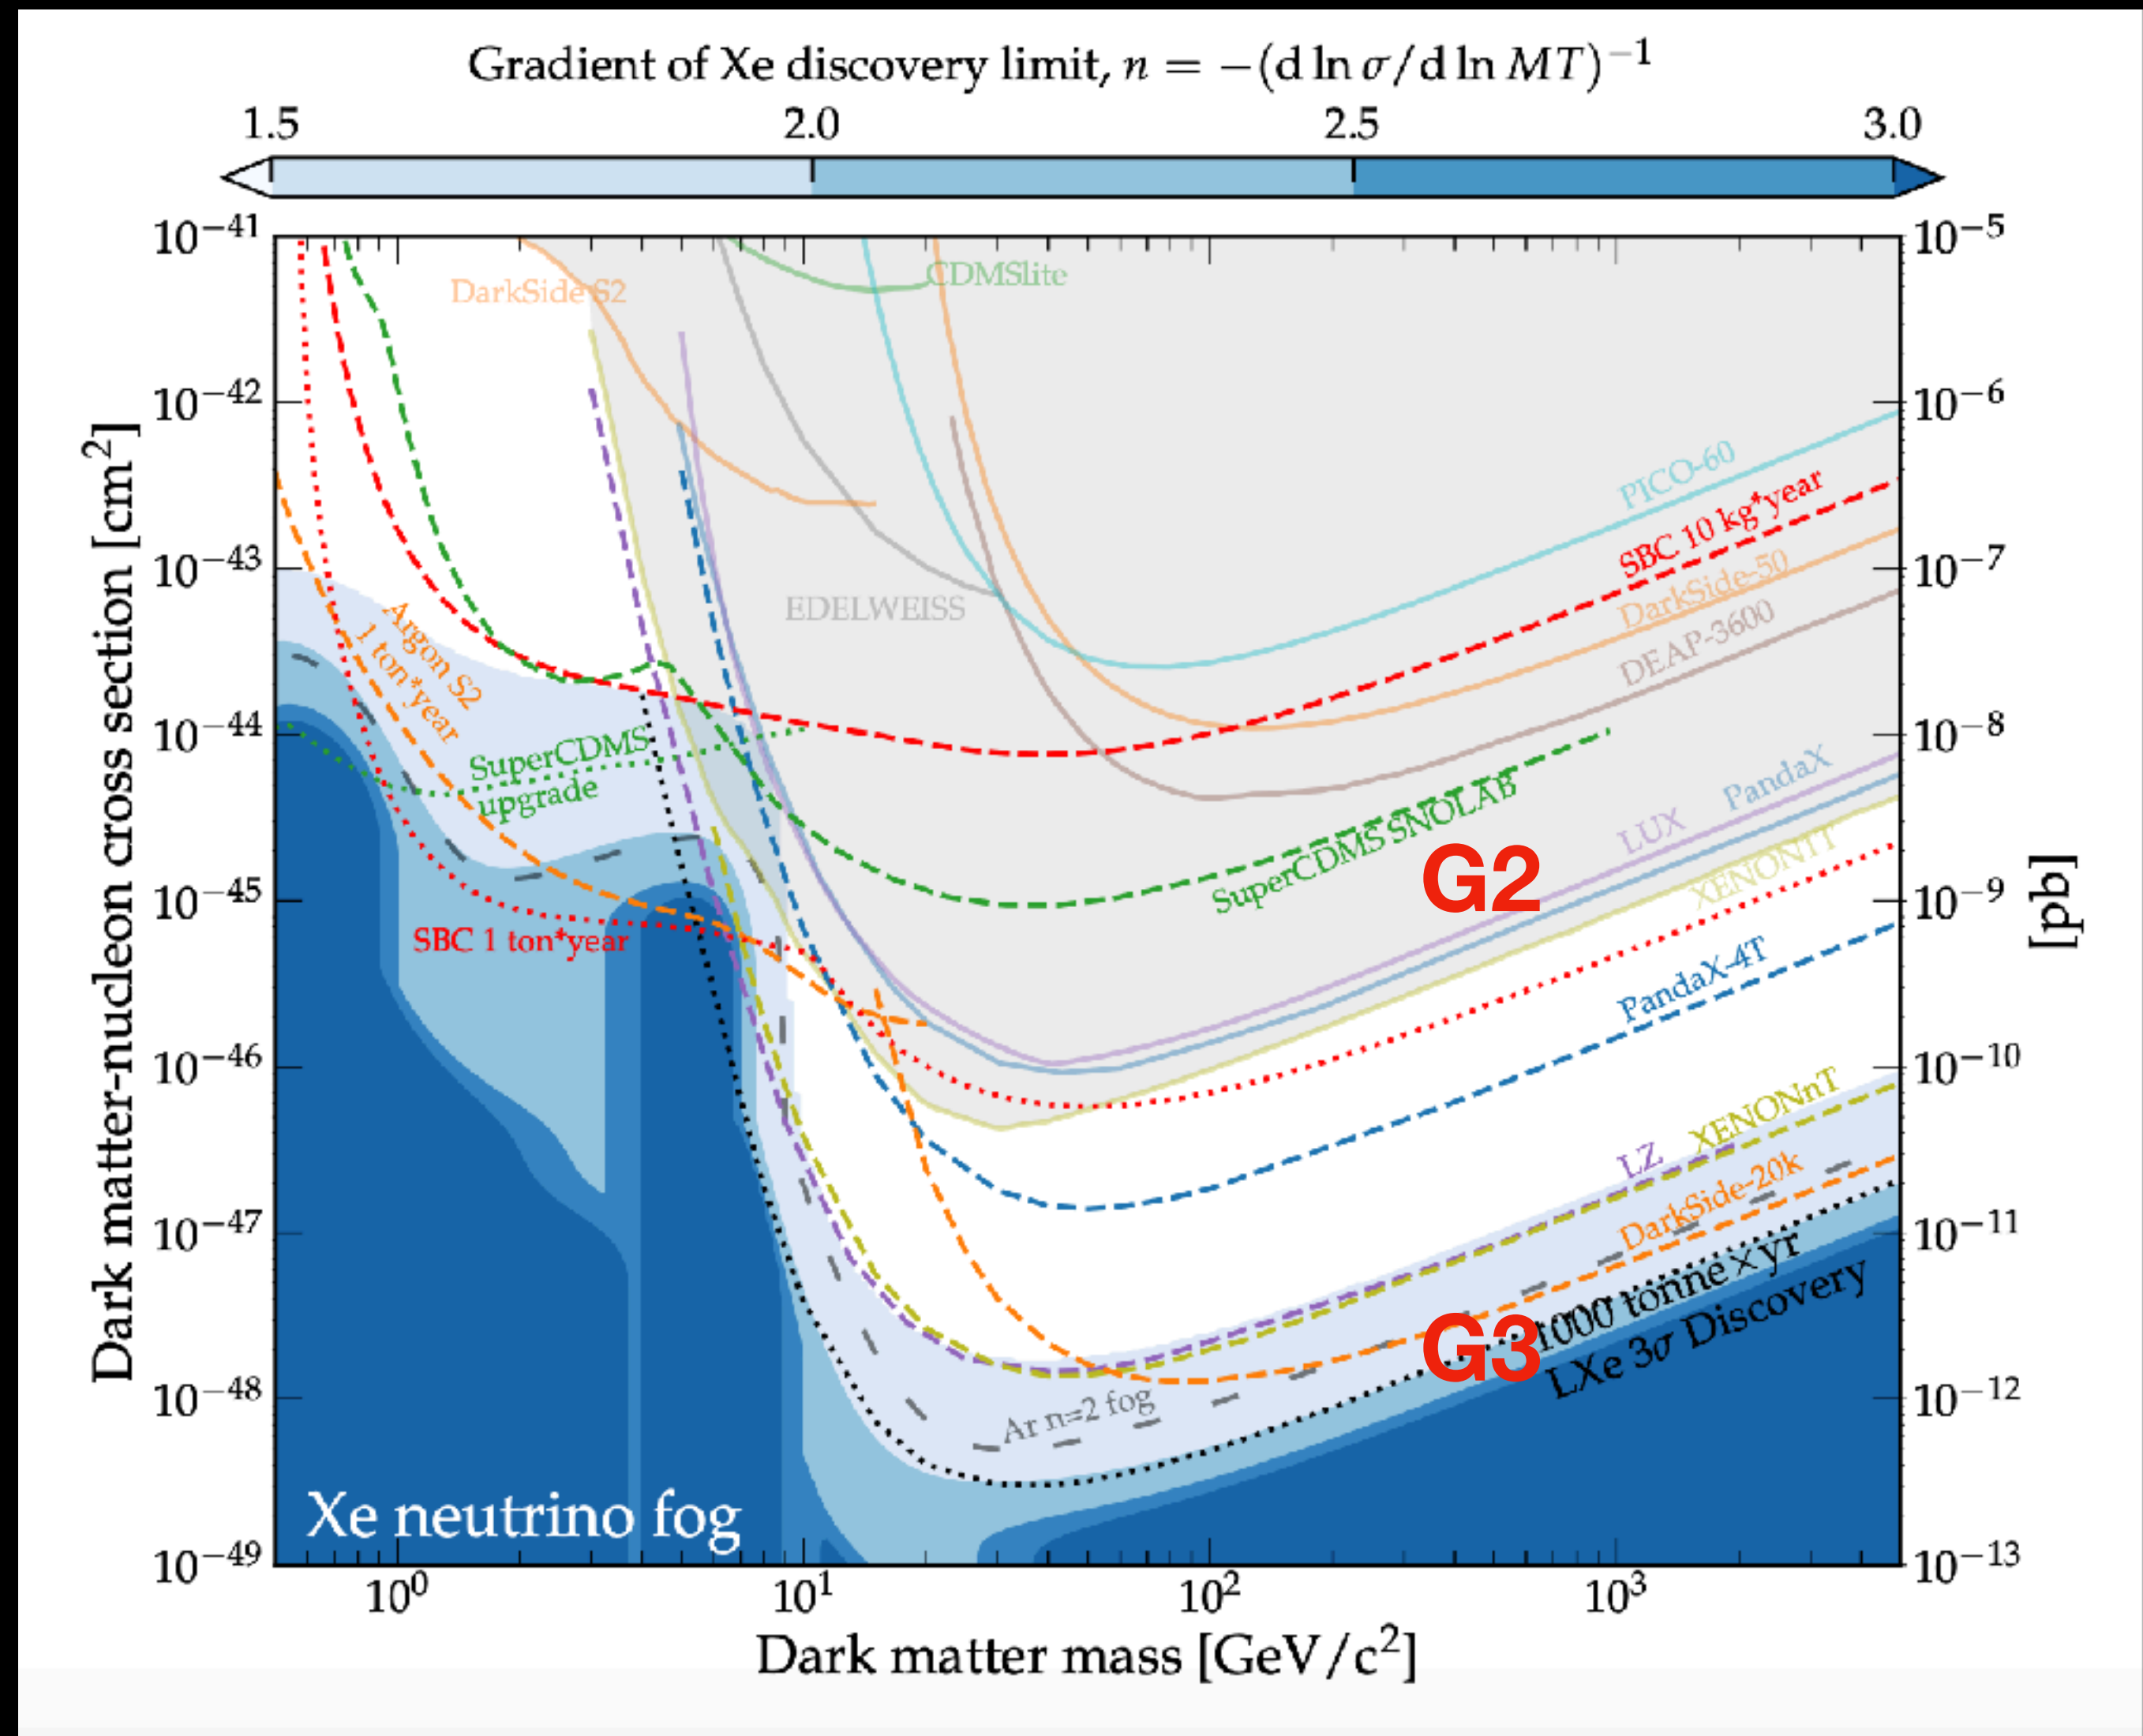 Gradient of Xe discovery limit, n = −(d ln σ/d ln MT)⁻¹
1.5 2.0 2.5 3.0
10⁻⁴¹
10⁻⁴²
10⁻⁴³
10⁻⁴⁴
10⁻⁴⁵
10⁻⁴⁶
10⁻⁴⁷
10⁻⁴⁸
10⁻⁴⁹
Dark matter-nucleon cross section [cm²]
DarkSide S2
CDMSlite
PICO-60
SBC 10 kg*year
EDELWEISS
DarkSide-50
DEAP-3600
Argon S2
1 ton*year
SuperCDMS
upgrade
SuperCDMS SNOLAB
PandaX
LUX
XENON1T
G2
SBC 1 ton*year
PandaX-4T
XENONnT
LZ
DarkSide-20k
G3
1000 tonne×yr
LXe 3σ Discovery
Ar n=2 fog
Xe neutrino fog
10⁻⁵
10⁻⁶
10⁻⁷
10⁻⁸
10⁻⁹
10⁻¹⁰
10⁻¹¹
10⁻¹²
10⁻¹³
[pb]
10⁰ 10¹ 10² 10³
Dark matter mass [GeV/c²]